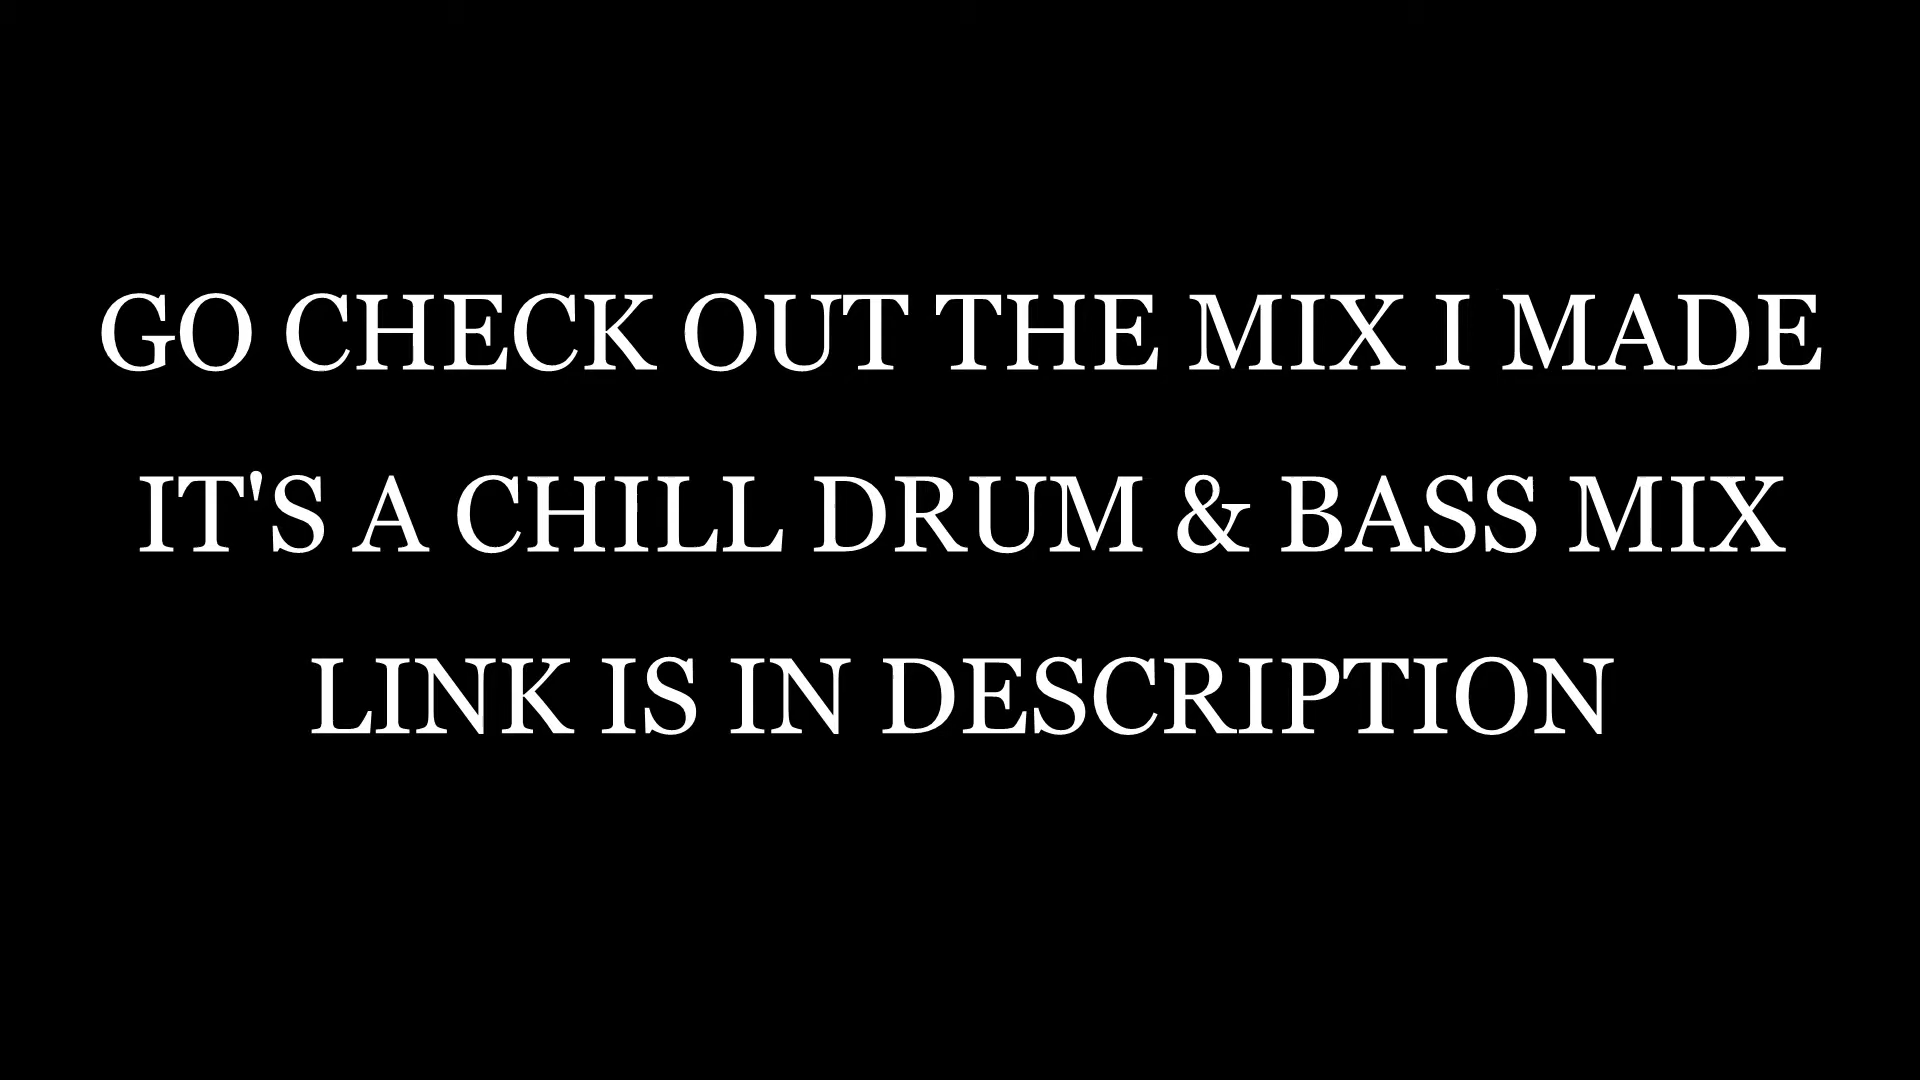 GO CHECK OUT THE MIX I MADE
IT'S A CHILL DRUM & BASS MIX
LINK IS IN DESCRIPTION